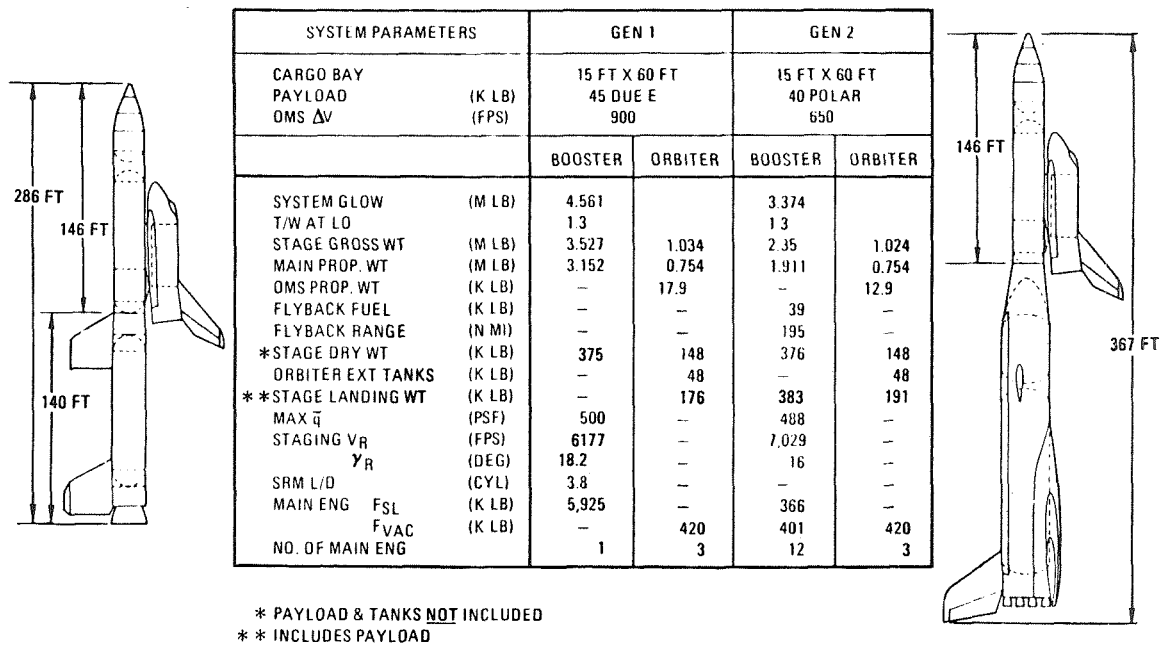 SYSTEM PARAMETERS GEN 1 GEN 2
CARGO BAY 15 FT X 60 FT 15 FT X 60 FT
PAYLOAD (K LB) 45 DUE E 40 POLAR
OMS ΔV (FPS) 900 650
BOOSTER ORBITER BOOSTER ORBITER
SYSTEM GLOW (M LB) 4.561 3.374
T/W AT LO 1.3 1.3
STAGE GROSS WT (M LB) 3.527 1.034 2.35 1.024
MAIN PROP. WT (M LB) 3.152 0.754 1.911 0.754
OMS PROP. WT (K LB) – 17.9 – 12.9
FLYBACK FUEL (K LB) – – 39 –
FLYBACK RANGE (N MI) – – 195 –
*STAGE DRY WT (K LB) 375 148 376 148
ORBITER EXT TANKS (K LB) – 48 48
**STAGE LANDING WT (K LB) – 176 383 191
MAX q̄ (PSF) 500 – 488 –
STAGING VR (FPS) 6177 – 7,029 –
γR (DEG) 18.2 – 16 –
SRM L/D (CYL) 3.8 – – –
MAIN ENG FSL (K LB) 5,925 – 366 –
FVAC (K LB) – 420 401 420
NO. OF MAIN ENG 1 3 12 3
* PAYLOAD & TANKS NOT INCLUDED
** INCLUDES PAYLOAD
286 FT
146 FT
140 FT
146 FT
367 FT